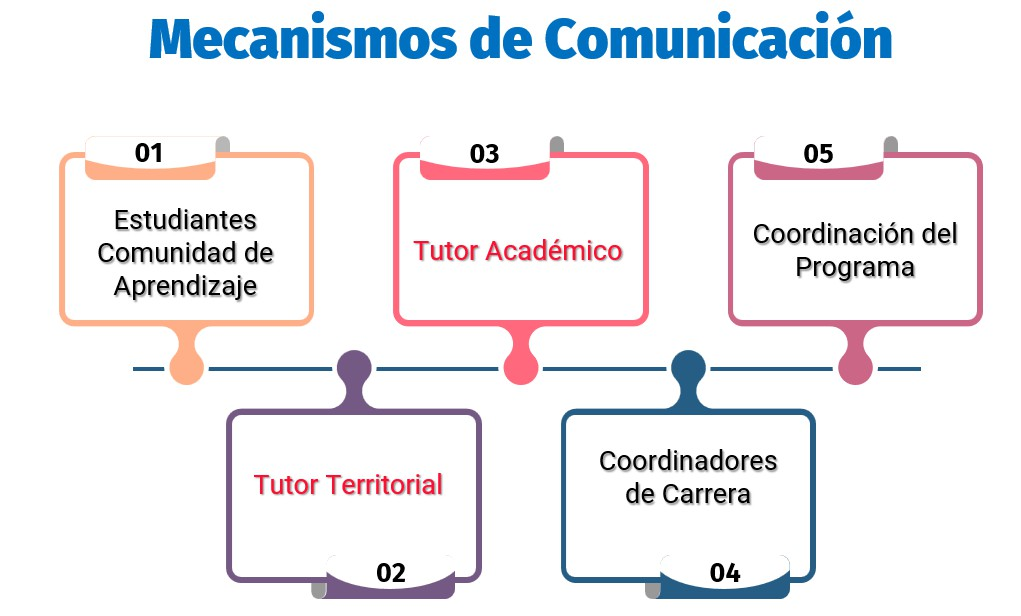 Mecanismos de Comunicación
01
Estudiantes
Comunidad de
Aprendizaje
Tutor Territorial
02
03
Tutor Académico
Coordinadores
de Carrera
04
05
Coordinación del
Programa